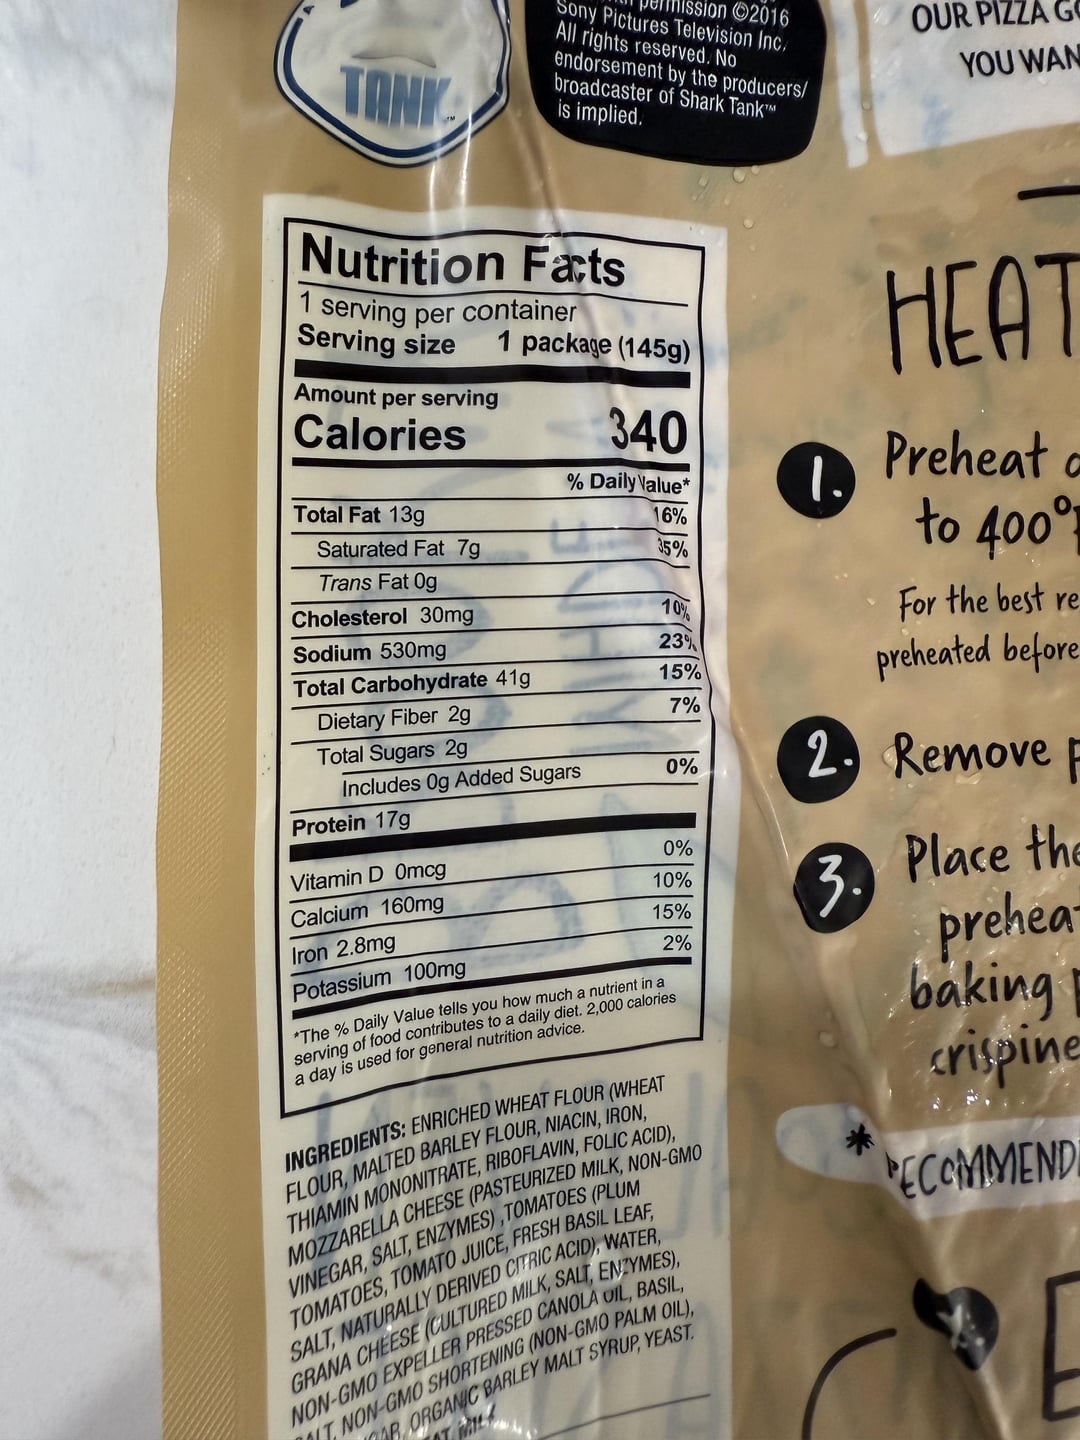 TANK™
permission ©2016
Sony Pictures Television Inc.
All rights reserved. No
endorsement by the producers/
broadcaster of Shark Tank™
is implied.
OUR PIZZA
YOU
Nutrition Facts
1 serving per container
Serving size 1 package (145g)
Amount per serving
Calories 340
% Daily Value*
Total Fat 13g 16%
Saturated Fat 7g 35%
Trans Fat 0g
Cholesterol 30mg 10%
Sodium 530mg 23%
Total Carbohydrate 41g 15%
Dietary Fiber 2g 7%
Total Sugars 2g
Includes 0g Added Sugars 0%
Protein 17g
Vitamin D 0mcg 0%
Calcium 160mg 10%
Iron 2.8mg 15%
Potassium 100mg 2%
*The % Daily Value tells you how much a nutrient in a
serving of food contributes to a daily diet. 2,000 calories
a day is used for general nutrition advice.
INGREDIENTS: ENRICHED WHEAT FLOUR (WHEAT
FLOUR, MALTED BARLEY FLOUR, NIACIN, IRON,
THIAMIN MONONITRATE, RIBOFLAVIN, FOLIC ACID),
MOZZARELLA CHEESE (PASTEURIZED MILK, NON-GMO
VINEGAR, SALT, ENZYMES) ,TOMATOES (PLUM
TOMATOES, TOMATO JUICE, FRESH BASIL LEAF,
SALT, NATURALLY DERIVED CITRIC ACID), WATER,
GRANA CHEESE (CULTURED MILK, SALT, ENZYMES),
NON-GMO EXPELLER PRESSED CANOLA OIL, BASIL,
SALT, NON-GMO SHORTENING (NON-GMO PALM OIL),
ORGANIC BARLEY MALT SYRUP, YEAST.
MILK
HEAT
1. Preheat
to 400°F
For the best
preheated before
2. Remove
3. Place the
baking
*